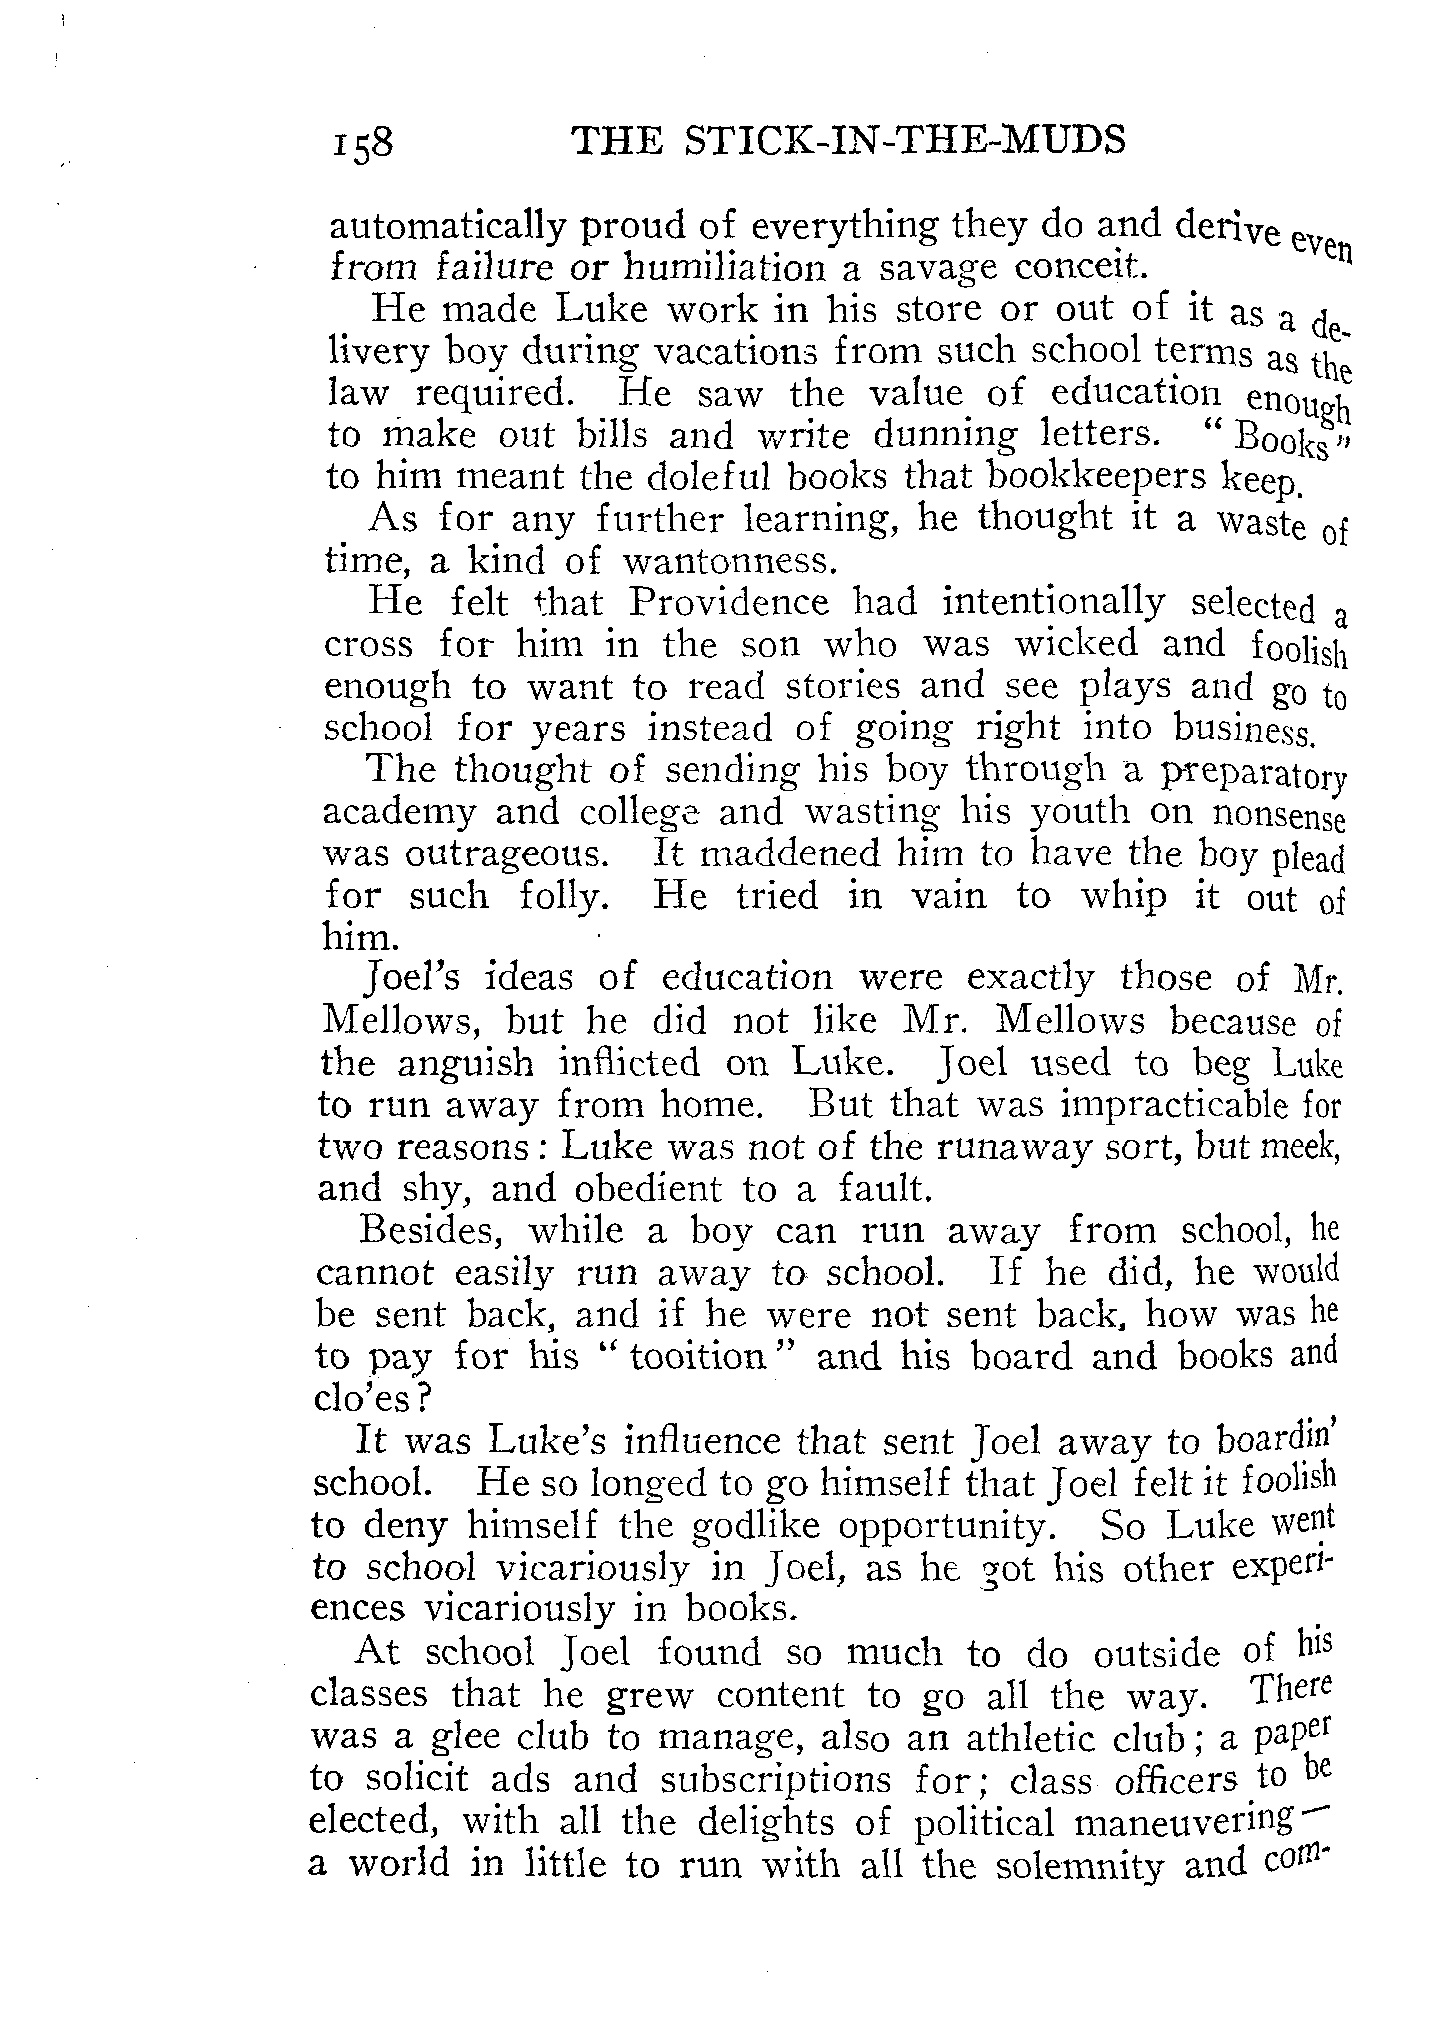 158 THE STICK-IN-THE-MUDS
automatically proud of everything they do and derive even
from failure or humiliation a savage conceit.
He made Luke work in his store or out of it as a de-
livery boy during vacations from such school terms as the
law required. He saw the value of education enough
to make out bills and write dunning letters. " Books "
to him meant the doleful books that bookkeepers keep.
As for any further learning, he thought it a waste of
time, a kind of wantonness.
He felt that Providence had intentionally selected a
cross for him in the son who was wicked and foolish
enough to want to read stories and see plays and go to
school for years instead of going right into business.
The thought of sending his boy through a preparatory
academy and college and wasting his youth on nonsense
was outrageous. It maddened him to have the boy plead
for such folly. He tried in vain to whip it out of
him.
Joel's ideas of education were exactly those of Mr.
Mellows, but he did not like Mr. Mellows because of
the anguish inflicted on Luke. Joel used to beg Luke
to run away from home. But that was impracticable for
two reasons: Luke was not of the runaway sort, but meek,
and shy, and obedient to a fault.
Besides, while a boy can run away from school, he
cannot easily run away to school. If he did, he would
be sent back, and if he were not sent back, how was he
to pay for his " tooition " and his board and books and
clo'es?
It was Luke's influence that sent Joel away to boardin'
school. He so longed to go himself that Joel felt it foolish
to deny himself the godlike opportunity. So Luke went
to school vicariously in Joel, as he got his other experi-
ences vicariously in books.
At school Joel found so much to do outside of his
classes that he grew content to go all the way. There
was a glee club to manage, also an athletic club; a paper
to solicit ads and subscriptions for; class officers to be
elected, with all the delights of political maneuvering—
a world in little to run with all the solemnity and com-